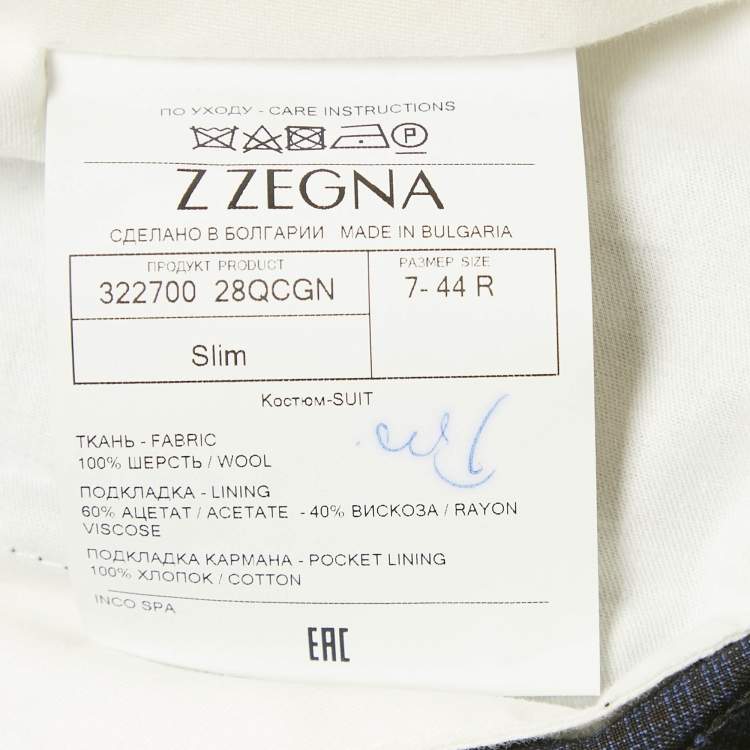 ПО УХОДУ - CARE INSTRUCTIONS
P
Z ZEGNA
СДЕЛАНО В БОЛГАРИИ MADE IN BULGARIA
ПРОДУКТ PRODUCT
322700 28QCGN
РАЗМЕР SIZE
7- 44 R
Slim
Костюм-SUIT
ТКАНЬ - FABRIC
100% ШЕРСТЬ / WOOL
ПОДКЛАДКА - LINING
60% АЦЕТАТ / ACETATE - 40% ВИСКОЗА / RAYON
VISCOSE
ПОДКЛАДКА КАРМАНА - POCKET LINING
100% ХЛОПОК / COTTON
INCO SPA
EAC